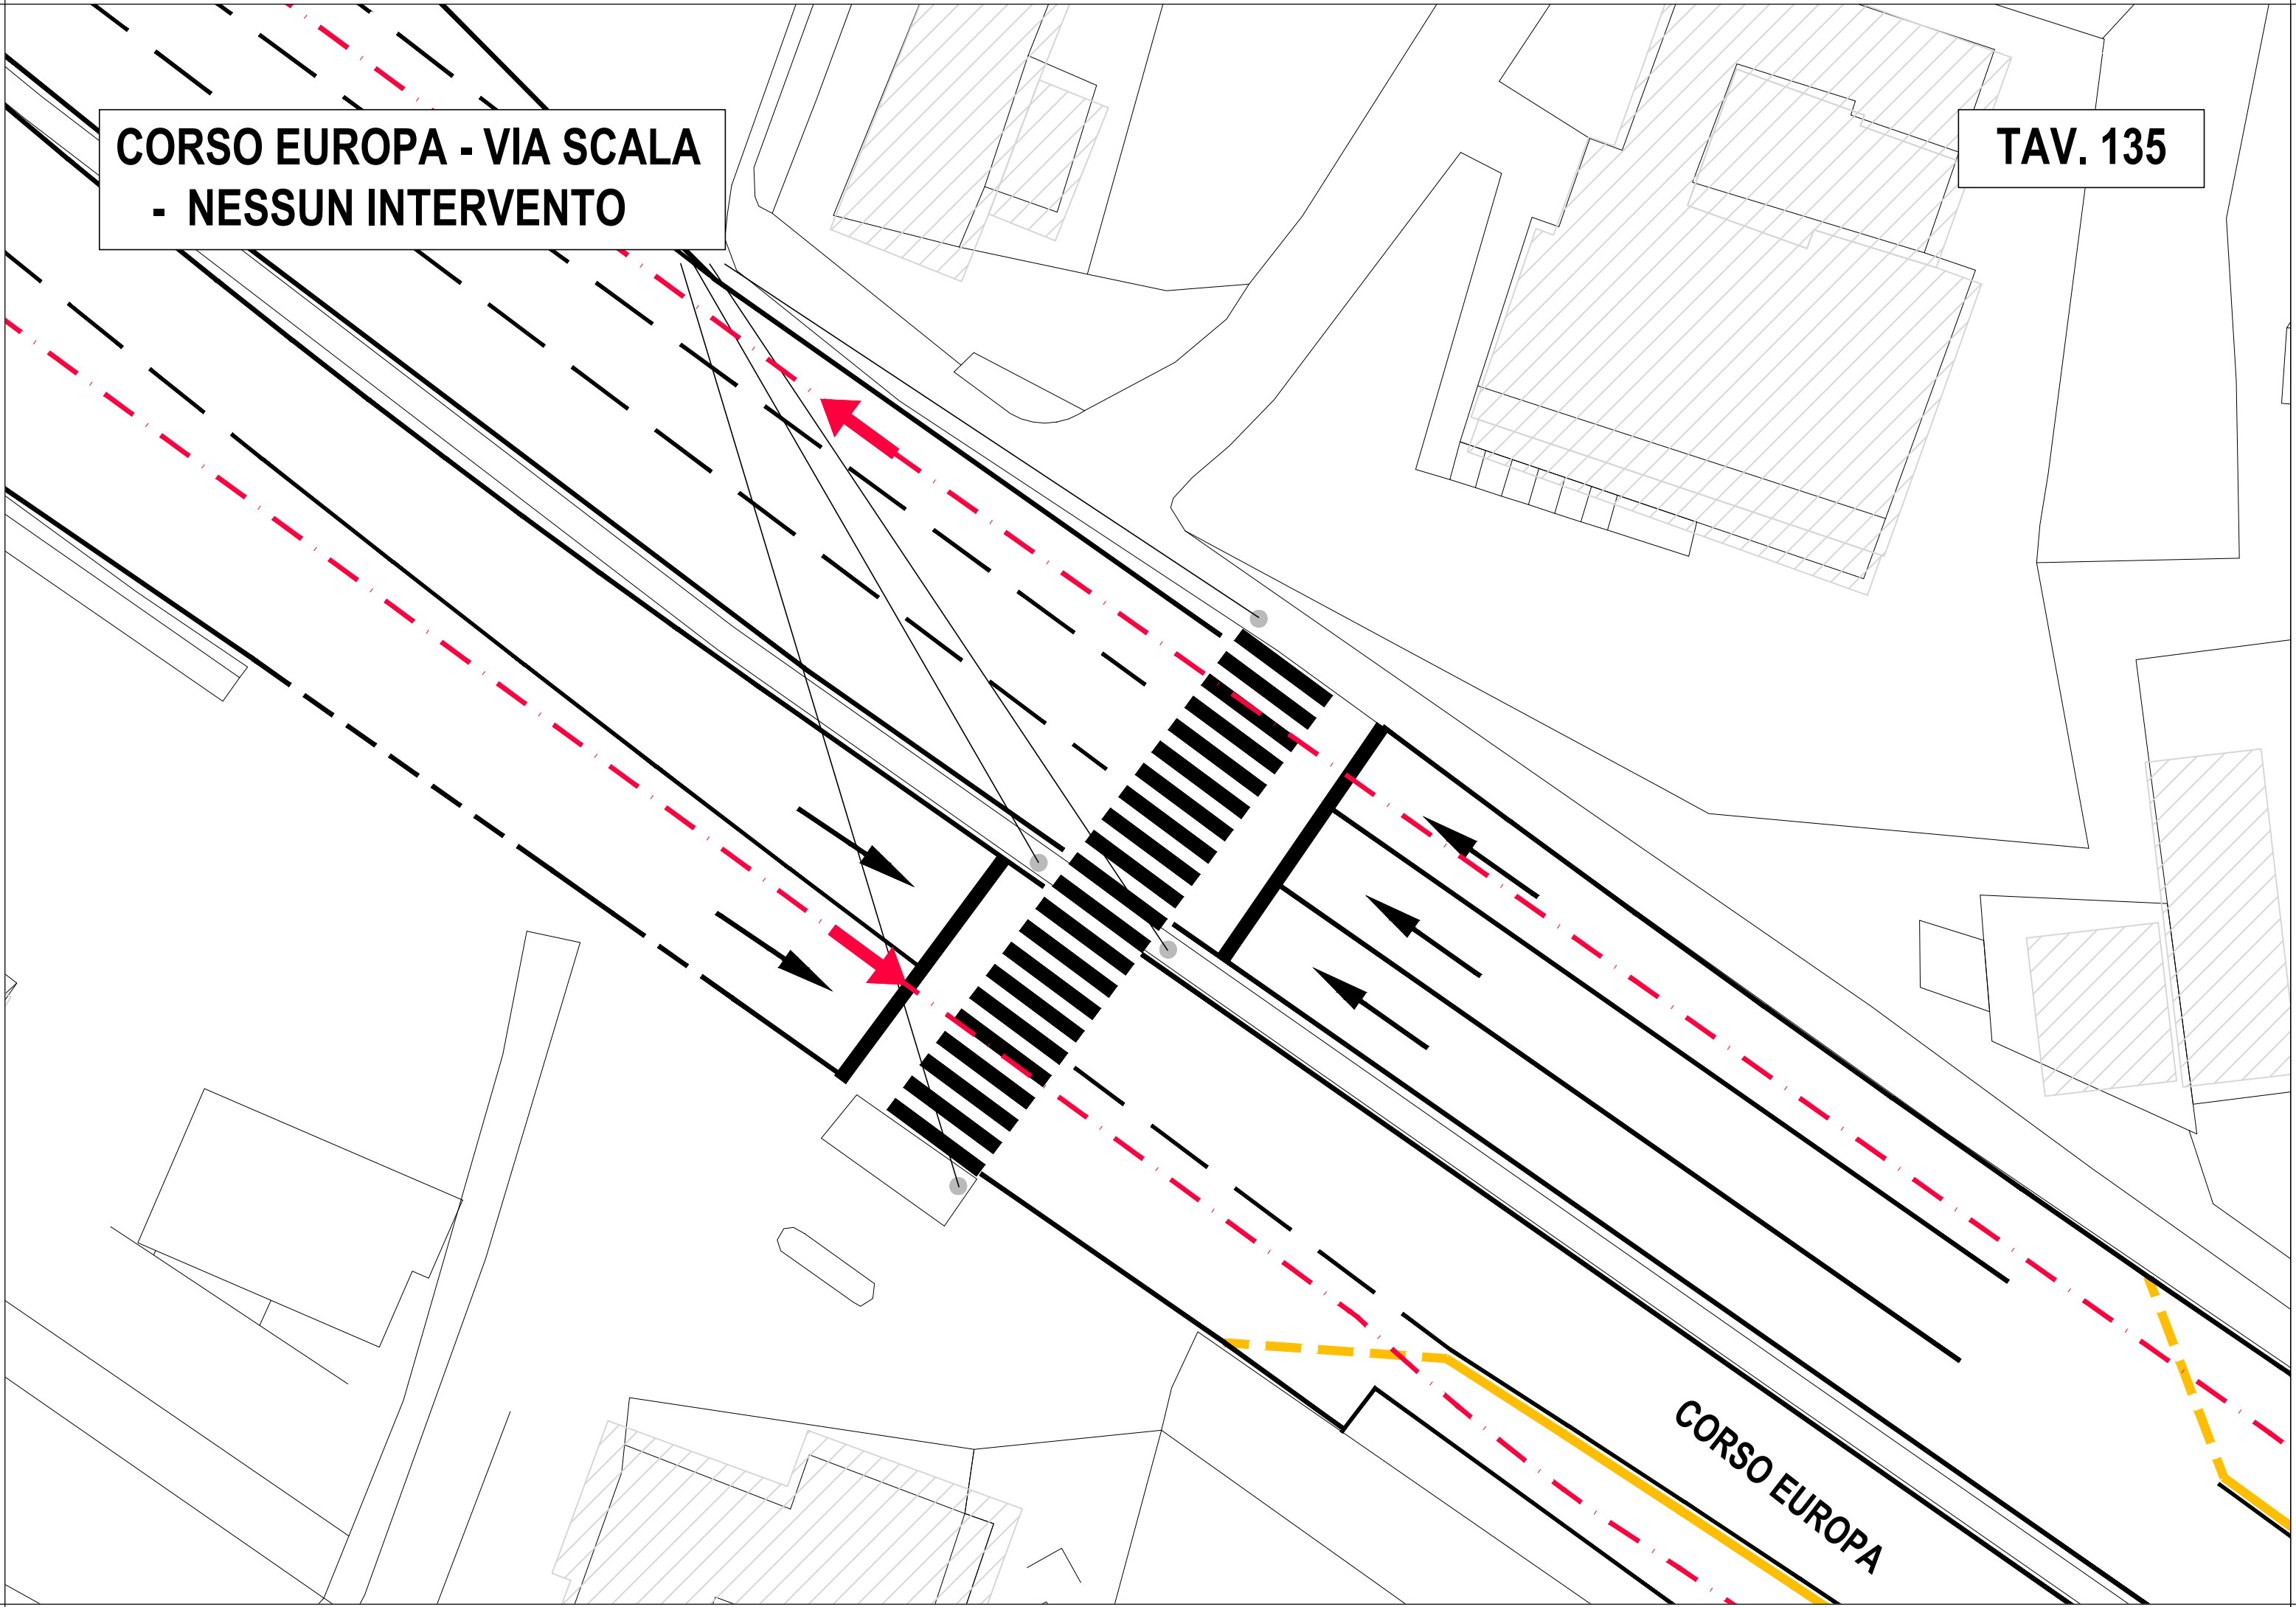 CORSO EUROPA - VIA SCALA
- NESSUN INTERVENTO
TAV. 135
CORSO EUROPA